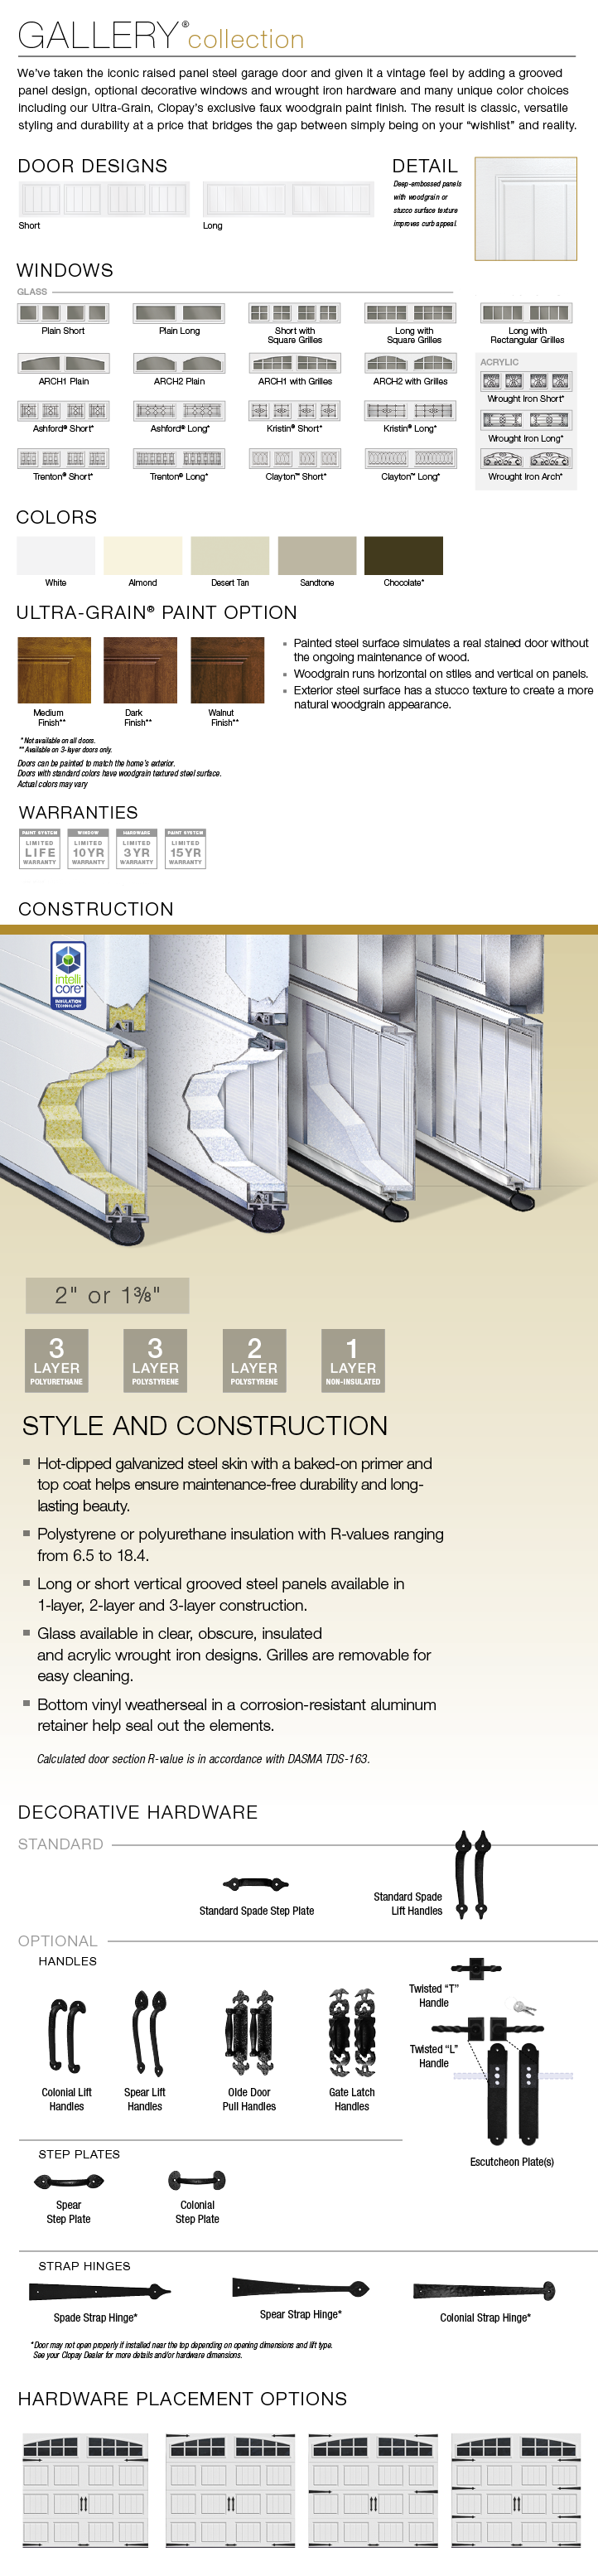 GALLERY® collection
We've taken the iconic raised panel steel garage door and given it a vintage feel by adding a grooved
panel design, optional decorative windows and wrought iron hardware and many unique color choices
including our Ultra-Grain, Clopay's exclusive faux woodgrain paint finish. The result is classic, versatile
styling and durability at a price that bridges the gap between simply being on your "wishlist" and reality.
DOOR DESIGNS
Short
Long
DETAIL
Deep-embossed panels
with woodgrain or
stucco surface texture
improves curb appeal.
WINDOWS
GLASS
Plain Short
Plain Long
Short with
Square Grilles
Long with
Square Grilles
Long with
Rectangular Grilles
ARCH1 Plain
ARCH2 Plain
ARCH1 with Grilles
ARCH2 with Grilles
ACRYLIC
Wrought Iron Short*
Ashford® Short*
Ashford® Long*
Kristin® Short*
Kristin® Long*
Wrought Iron Long*
Trenton® Short*
Trenton® Long*
Clayton™ Short*
Clayton™ Long*
Wrought Iron Arch*
COLORS
White
Almond
Desert Tan
Sandtone
Chocolate*
ULTRA-GRAIN® PAINT OPTION
Medium
Finish**
Dark
Finish**
Walnut
Finish**
Painted steel surface simulates a real stained door without
the ongoing maintenance of wood.
Woodgrain runs horizontal on stiles and vertical on panels.
Exterior steel surface has a stucco texture to create a more
natural woodgrain appearance.
* Not available on all doors.
** Available on 3-layer doors only.
Doors can be painted to match the home's exterior.
Doors with standard colors have woodgrain textured steel surface.
Actual colors may vary
WARRANTIES
PAINT SYSTEM
LIMITED
LIFE
WARRANTY
WINDOW
LIMITED
10YR
WARRANTY
HARDWARE
LIMITED
3YR
WARRANTY
PAINT SYSTEM
LIMITED
15YR
WARRANTY
CONSTRUCTION
intelli
core®
INSULATION
TECHNOLOGY
2" or 1⅜"
3
LAYER
POLYURETHANE
3
LAYER
POLYSTYRENE
2
LAYER
POLYSTYRENE
1
LAYER
NON-INSULATED
STYLE AND CONSTRUCTION
Hot-dipped galvanized steel skin with a baked-on primer and
top coat helps ensure maintenance-free durability and long-
lasting beauty.
Polystyrene or polyurethane insulation with R-values ranging
from 6.5 to 18.4.
Long or short vertical grooved steel panels available in
1-layer, 2-layer and 3-layer construction.
Glass available in clear, obscure, insulated
and acrylic wrought iron designs. Grilles are removable for
easy cleaning.
Bottom vinyl weatherseal in a corrosion-resistant aluminum
retainer help seal out the elements.
Calculated door section R-value is in accordance with DASMA TDS-163.
DECORATIVE HARDWARE
STANDARD
Standard Spade Step Plate
Standard Spade
Lift Handles
OPTIONAL
HANDLES
Colonial Lift
Handles
Spear Lift
Handles
Olde Door
Pull Handles
Gate Latch
Handles
Twisted "T"
Handle
Twisted "L"
Handle
Escutcheon Plate(s)
STEP PLATES
Spear
Step Plate
Colonial
Step Plate
STRAP HINGES
Spade Strap Hinge*
Spear Strap Hinge*
Colonial Strap Hinge*
*Door may not open properly if installed near the top depending on opening dimensions and lift type.
See your Clopay Dealer for more details and/or hardware dimensions.
HARDWARE PLACEMENT OPTIONS